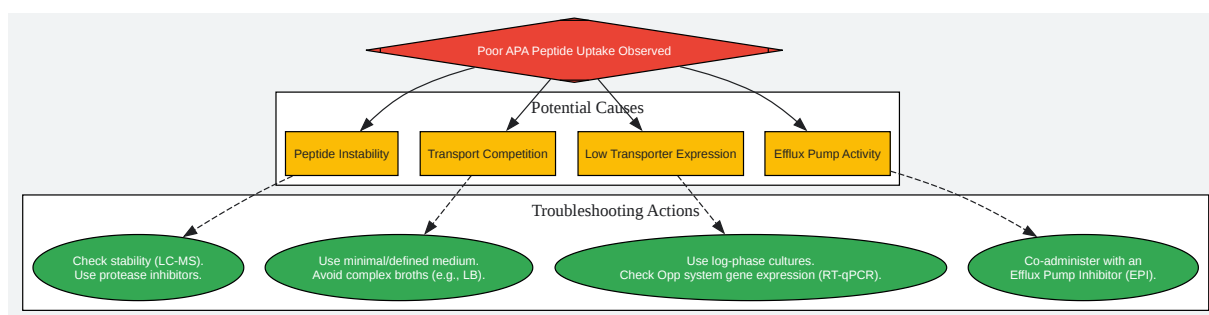 Poor APA Peptide Uptake Observed
Potential Causes
Peptide Instability
Transport Competition
Low Transporter Expression
Efflux Pump Activity
Troubleshooting Actions
Check stability (LC-MS).
Use protease inhibitors.
Use minimal/defined medium.
Avoid complex broths (e.g., LB).
Use log-phase cultures.
Check Opp system gene expression (RT-qPCR).
Co-administer with an
Efflux Pump Inhibitor (EPI).